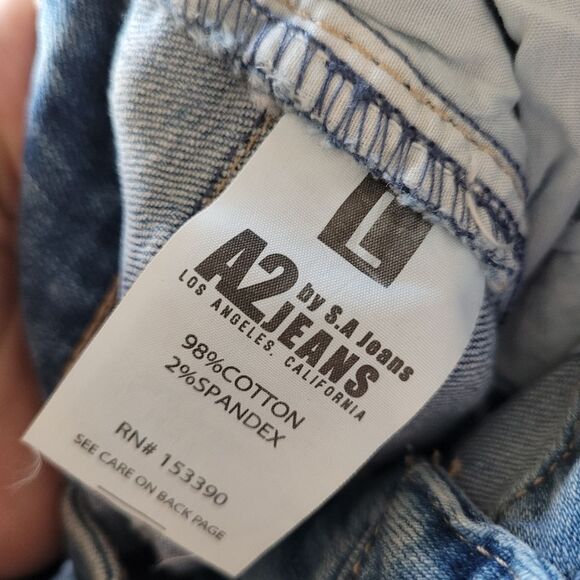 L
A2 by S.A Jeans
JEANS
LOS ANGELES. CALIFORNIA
98%COTTON
2%SPANDEX
RN# 153390
SEE CARE ON BACK PAGE